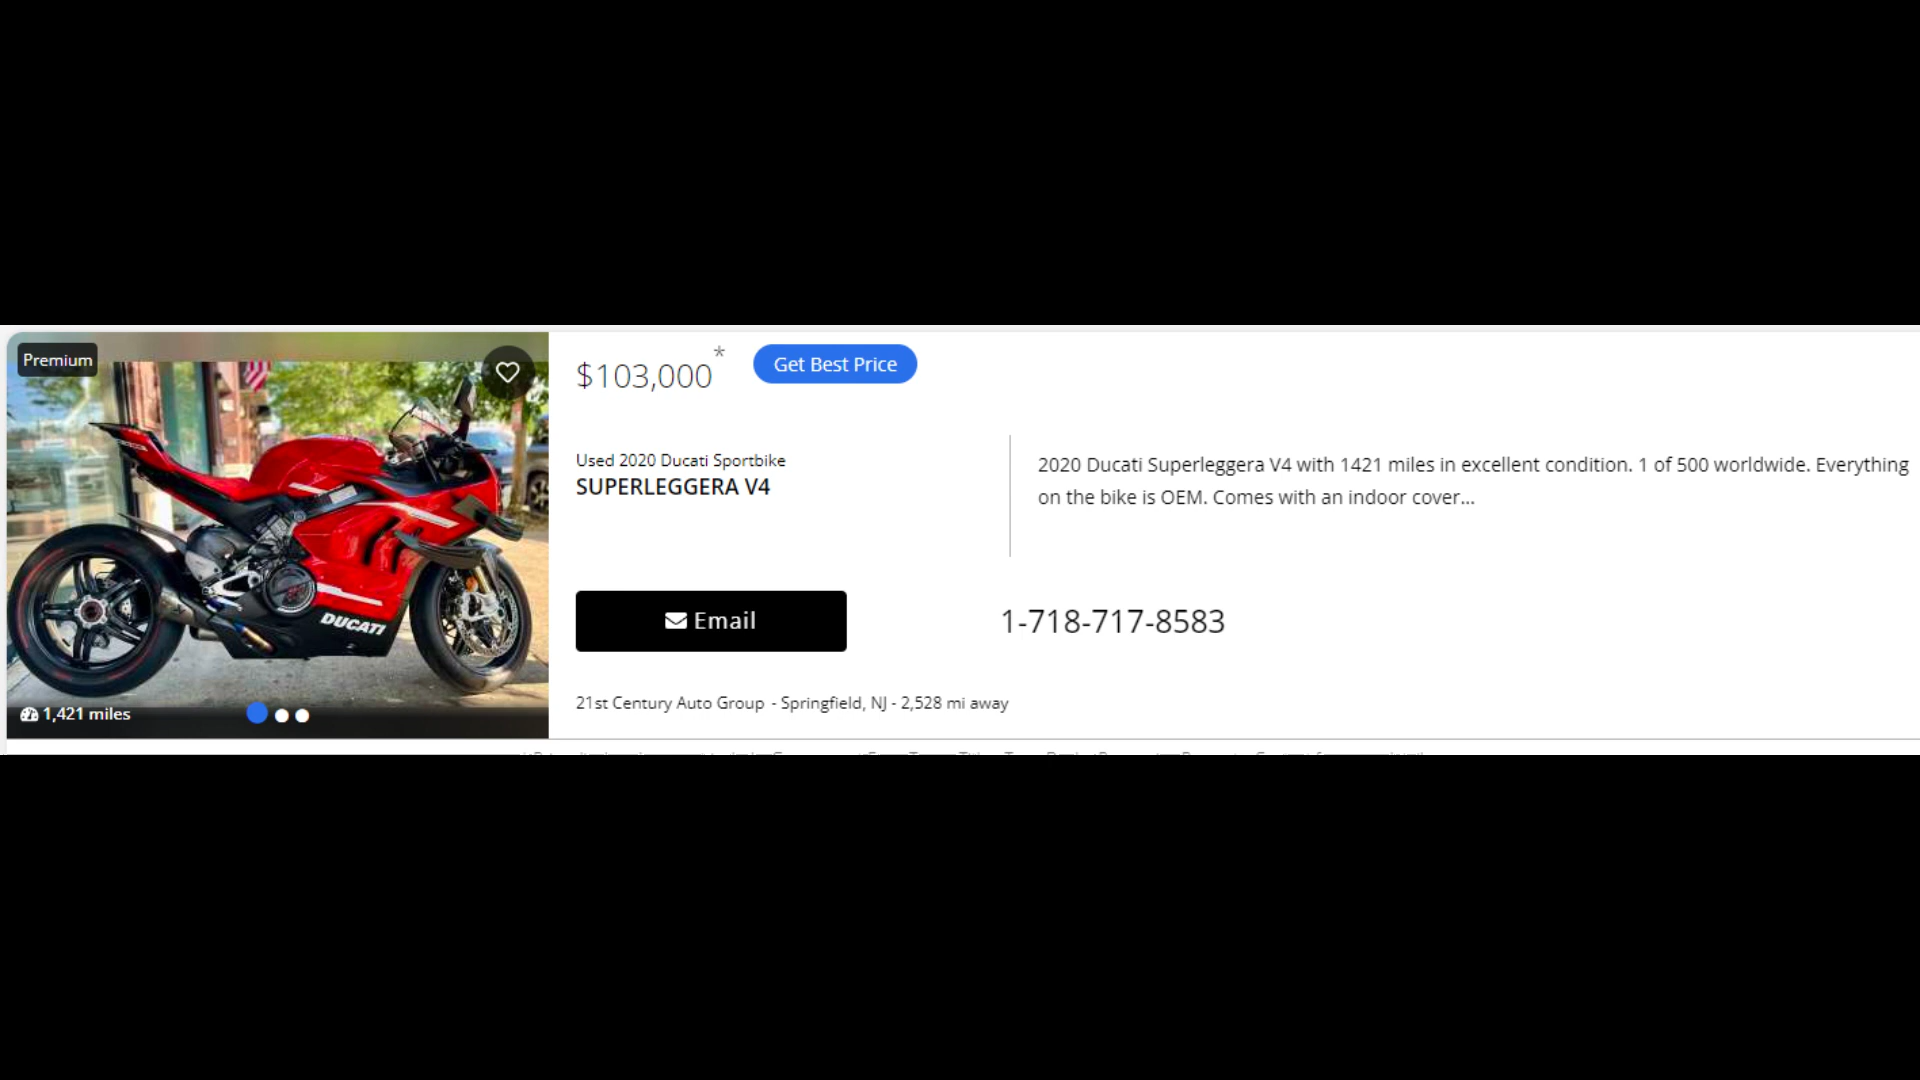 Premium
$103,000*
Get Best Price
Used 2020 Ducati Sportbike
SUPERLEGGERA V4
2020 Ducati Superleggera V4 with 1421 miles in excellent condition. 1 of 500 worldwide. Everything
on the bike is OEM. Comes with an indoor cover...
DUCATI
Email
1-718-717-8583
1,421 miles
21st Century Auto Group - Springfield, NJ - 2,528 mi away